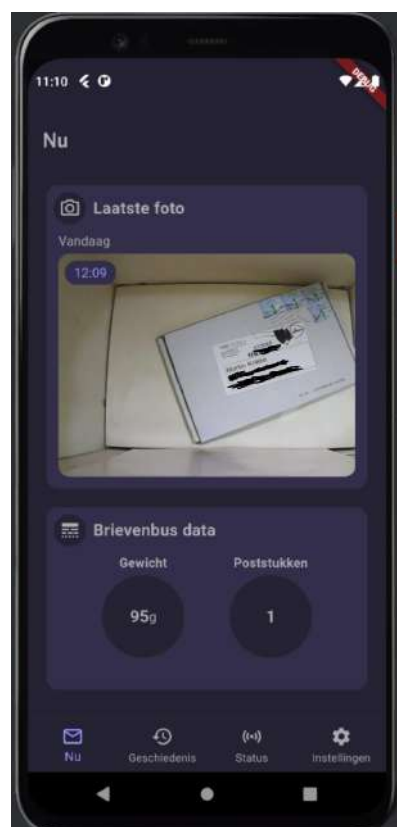 11:10
DEBUG
Nu
Laatste foto
Vandaag
12:09
Brievenbus data
Gewicht
Poststukken
95g
1
Nu
Geschiedenis
Status
Instellingen